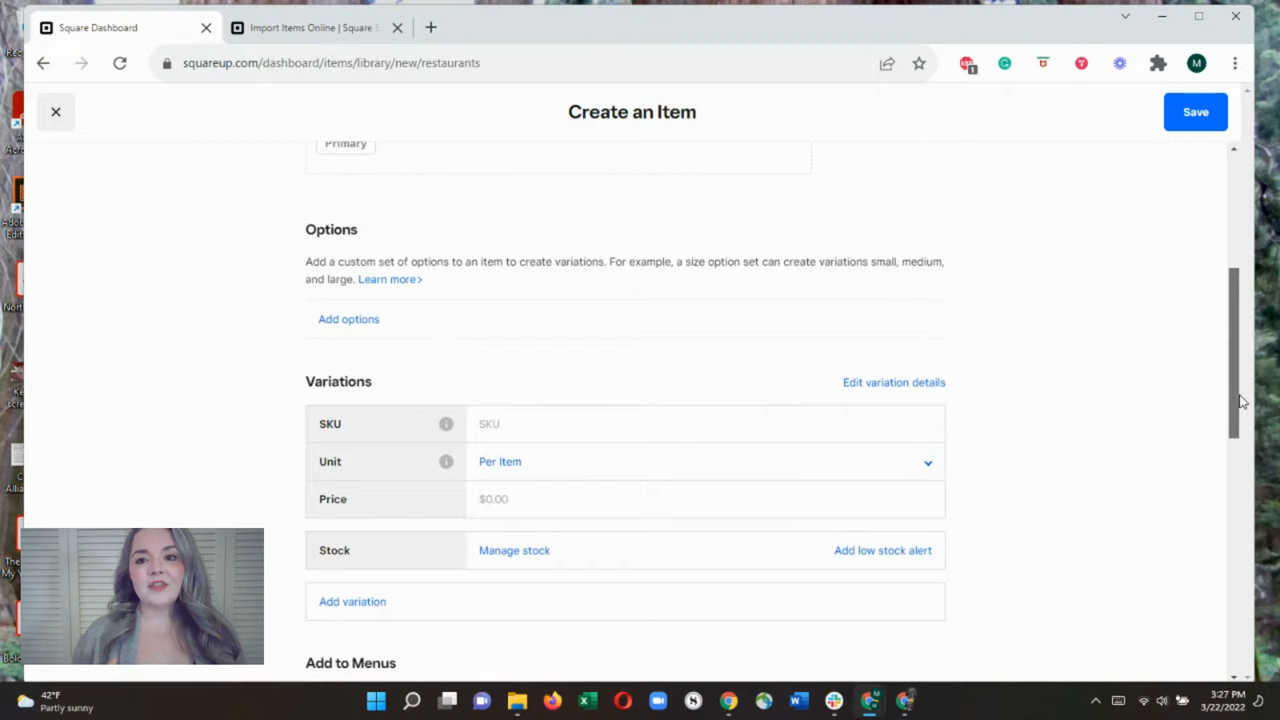 Square Dashboard
Import Items Online | Square S
squareup.com/dashboard/items/library/new/restaurants
1
M
Create an Item
Save
Primary
Options
Add a custom set of options to an item to create variations. For example, a size option set can create variations small, medium,
and large. Learn more>
Add options
Variations
Edit variation details
SKU
SKU
Unit
Per Item
Price
$0.00
Stock
Manage stock
Add low stock alert
Add variation
Add to Menus
42°F
Partly sunny
3:27 PM
3/22/2022